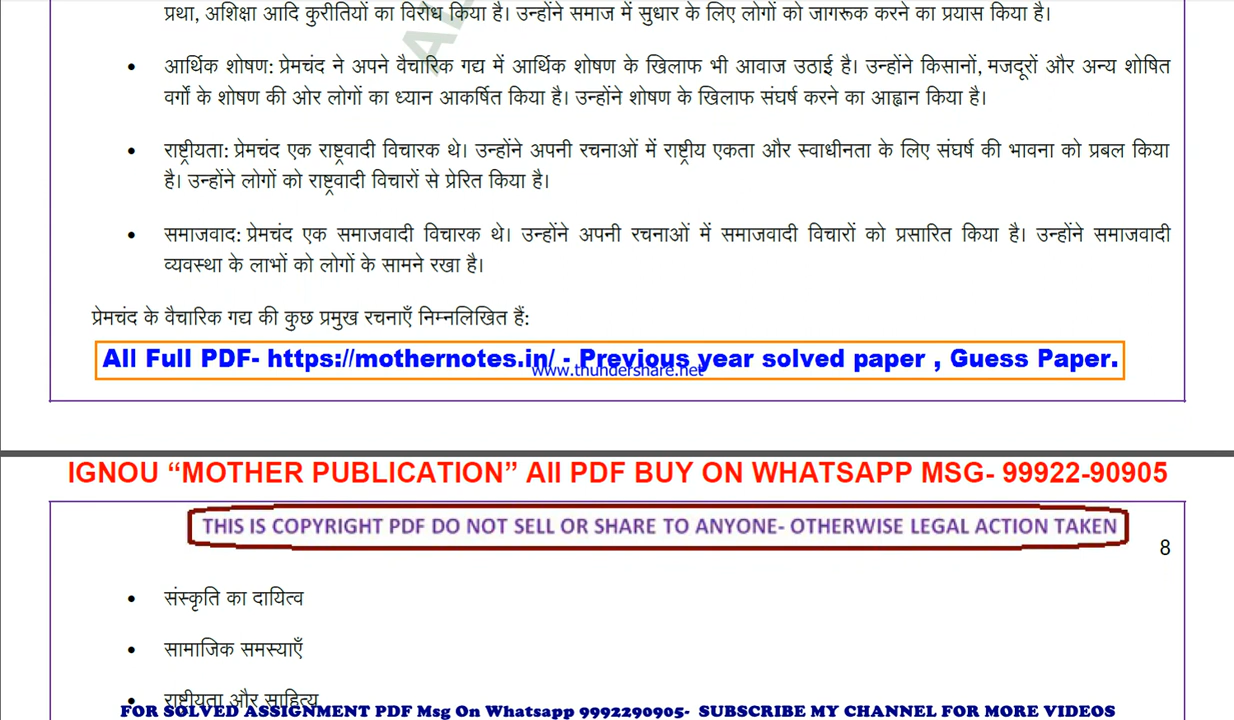 प्रथा, अशिक्षा आदि कुरीतियों का विरोध किया है। उन्होंने समाज में सुधार के लिए लोगों को जागरूक करने का प्रयास किया है।
• आर्थिक शोषण: प्रेमचंद ने अपने वैचारिक गद्य में आर्थिक शोषण के खिलाफ भी आवाज उठाई है। उन्होंने किसानों, मजदूरों और अन्य शोषित
वर्गों के शोषण की ओर लोगों का ध्यान आकर्षित किया है। उन्होंने शोषण के खिलाफ संघर्ष करने का आह्वान किया है।
• राष्ट्रीयता: प्रेमचंद एक राष्ट्रवादी विचारक थे। उन्होंने अपनी रचनाओं में राष्ट्रीय एकता और स्वाधीनता के लिए संघर्ष की भावना को प्रबल किया
है। उन्होंने लोगों को राष्ट्रवादी विचारों से प्रेरित किया है।
• समाजवाद: प्रेमचंद एक समाजवादी विचारक थे। उन्होंने अपनी रचनाओं में समाजवादी विचारों को प्रसारित किया है। उन्होंने समाजवादी
व्यवस्था के लाभों को लोगों के सामने रखा है।
प्रेमचंद के वैचारिक गद्य की कुछ प्रमुख रचनाएँ निम्नलिखित हैं:
All Full PDF- https://mothernotes.in/ - Previous year solved paper , Guess Paper.
www.thundershare.net
IGNOU “MOTHER PUBLICATION” All PDF BUY ON WHATSAPP MSG- 99922-90905
THIS IS COPYRIGHT PDF DO NOT SELL OR SHARE TO ANYONE- OTHERWISE LEGAL ACTION TAKEN
8
• संस्कृति का दायित्व
• सामाजिक समस्याएँ
• राष्ट्रीयता और साहित्य
FOR SOLVED ASSIGNMENT PDF Msg On Whatsapp 9992290905- SUBSCRIBE MY CHANNEL FOR MORE VIDEOS